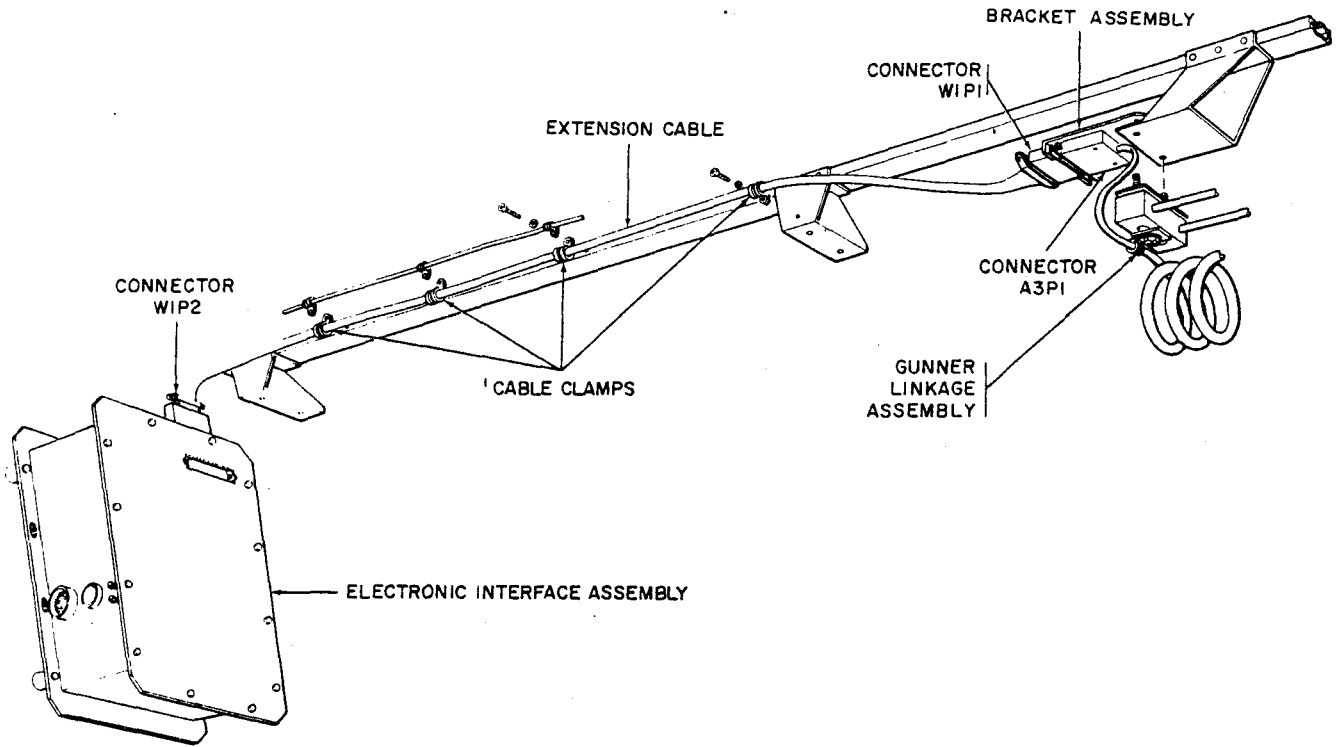 BRACKET ASSEMBLY
CONNECTOR
W1P1
EXTENSION CABLE
CONNECTOR
W1P2
CONNECTOR
A3P1
CABLE CLAMPS
GUNNER
LINKAGE
ASSEMBLY
ELECTRONIC INTERFACE ASSEMBLY